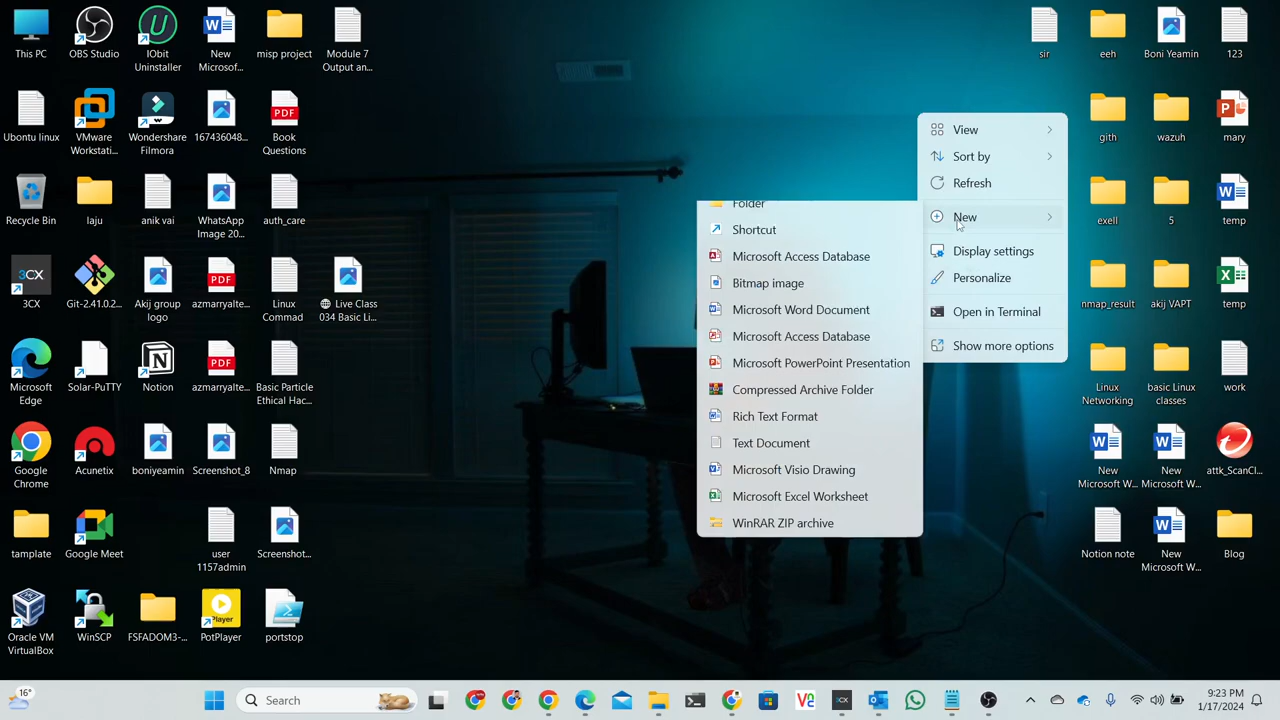 This PC
OBS Studio
IObit
Uninstaller
New
Microsof...
misp project
Module 7
Output an...
sir
eeh
Boni Yeamin
123
Ubontu linux
VMware
Workstati...
Wondershare
Filmora
167436048...
Book
Questions
gith
wazuh
mary
Recycle Bin
laju
anik vai
WhatsApp
Image 20...
auth_care
exell
5
temp
3CX
Git-2.41.0.2...
Akij group
logo
azmarryalte...
Linux
Commad
Live Class
034 Basic Li...
nmap_result
akij VAPT
temp
Microsoft
Edge
Solar-PuTTY
Notion
azmarryalte...
Basic Particle
Ethical Hac...
Linux
Networking
basic Linux
classes
work
Google
Chrome
Acunetix
boniyeamin
Screenshot_8
Nmap
New
Microsoft W...
New
Microsoft W...
attk_ScanCl...
tamplate
Google Meet
user
1157admin
Screenshot...
Notion note
New
Microsoft W...
Blog
Oracle VM
VirtualBox
WinSCP
FSFADOM3-...
PotPlayer
portstop
View
Sort by
Refresh
New
Display settings
Personalize
Open in Terminal
Show more options
Folder
Shortcut
Microsoft Access Database
Bitmap image
Microsoft Word Document
Microsoft Access Database
Microsoft PowerPoint Presentation
Compressed Archive Folder
Rich Text Format
Text Document
Microsoft Visio Drawing
Microsoft Excel Worksheet
WinRAR ZIP archive
16°
Search
9:23 PM
1/17/2024